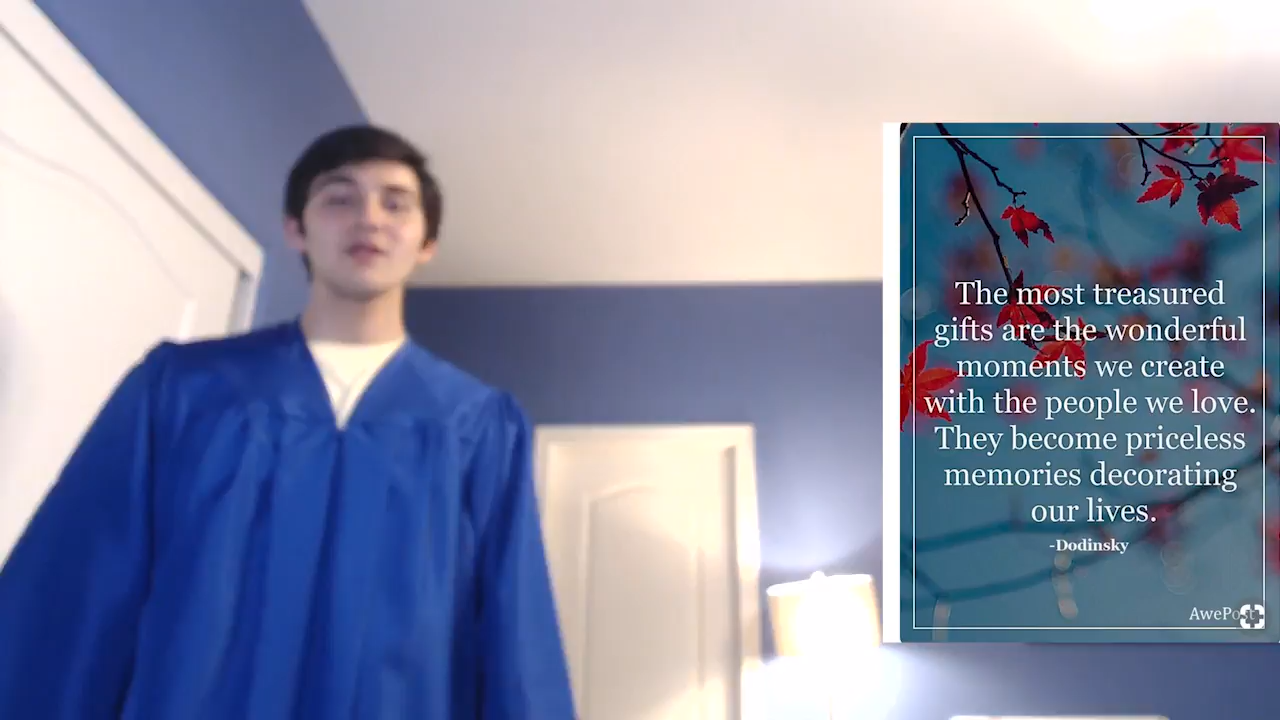 The most treasured
gifts are the wonderful
moments we create
with the people we love.
They become priceless
memories decorating
our lives.
-Dodinsky